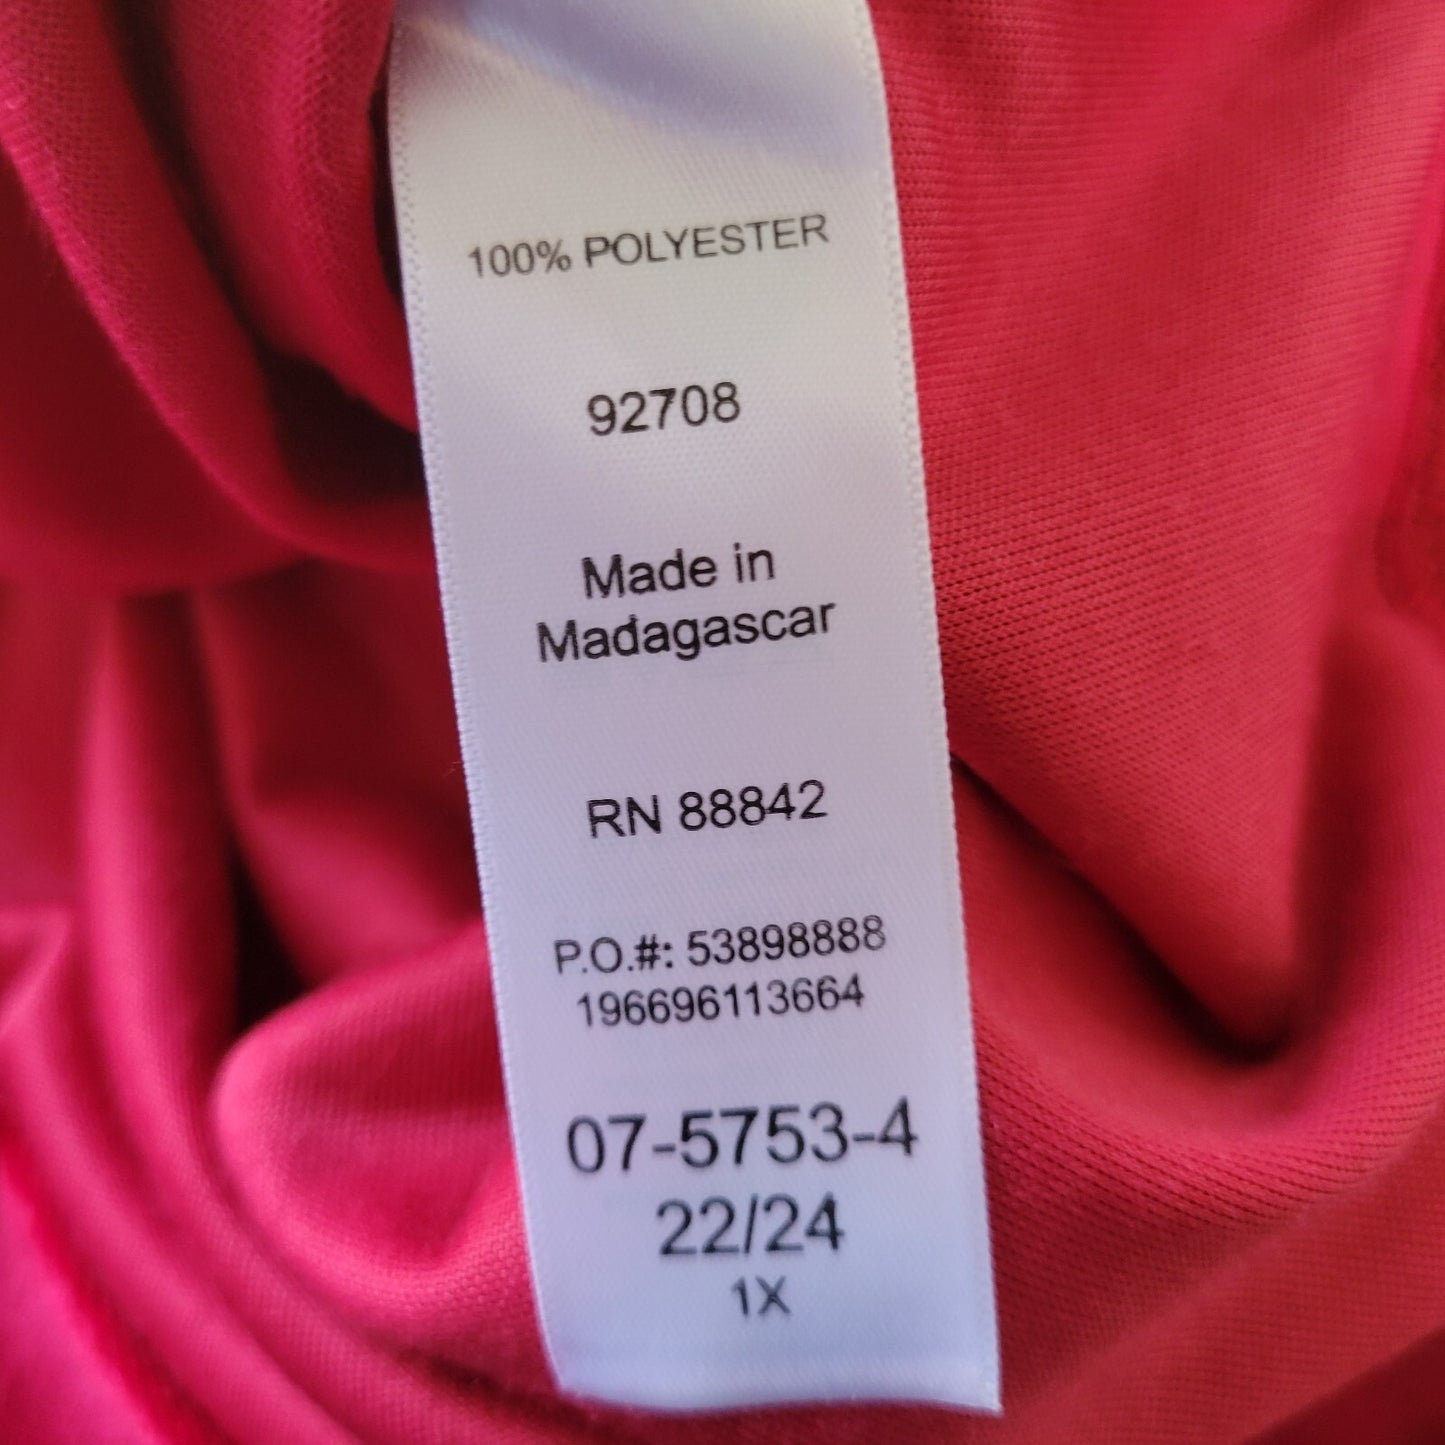 100% POLYESTER
92708
Made in
Madagascar
RN 88842
P.O.#: 53898888
196696113664
07-5753-4
22/24
1X